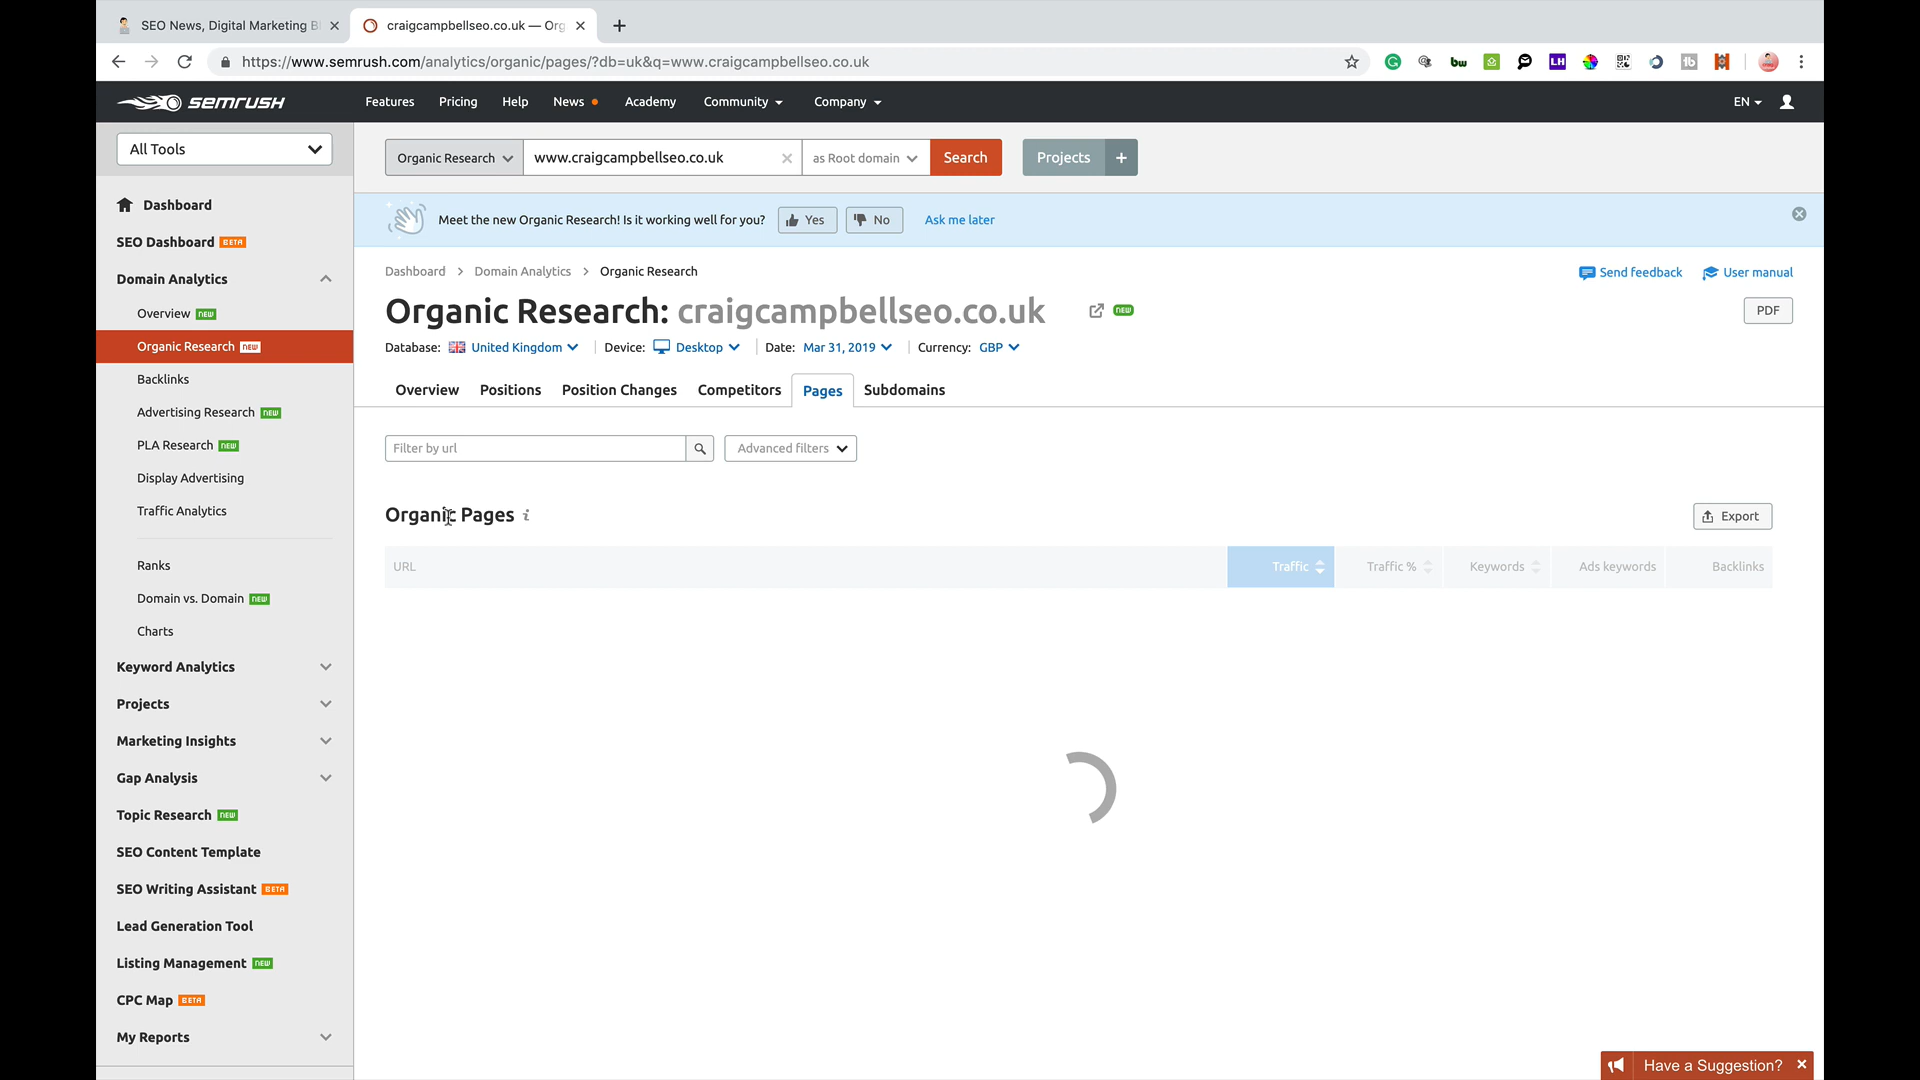 SEO News, Digital Marketing B
craigcampbellseo.co.uk — Org
https://www.semrush.com/analytics/organic/pages/?db=uk&q=www.craigcampbellseo.co.uk
bw
LH
tb
SEMRUSH
Features
Pricing
Help
News
Academy
Community
Company
EN
All Tools
Organic Research
www.craigcampbellseo.co.uk
as Root domain
Search
Projects
+
Dashboard
SEO Dashboard BETA
Domain Analytics
Overview NEW
Organic Research NEW
Backlinks
Advertising Research NEW
PLA Research NEW
Display Advertising
Traffic Analytics
Ranks
Domain vs. Domain NEW
Charts
Keyword Analytics
Projects
Marketing Insights
Gap Analysis
Topic Research NEW
SEO Content Template
SEO Writing Assistant BETA
Lead Generation Tool
Listing Management NEW
CPC Map BETA
My Reports
Meet the new Organic Research! Is it working well for you?
Yes
No
Ask me later
Dashboard > Domain Analytics > Organic Research
Send feedback
User manual
Organic Research: craigcampbellseo.co.uk NEW
PDF
Database: United Kingdom
Device: Desktop
Date: Mar 31, 2019
Currency: GBP
Overview
Positions
Position Changes
Competitors
Pages
Subdomains
Filter by url
Advanced filters
Organic Pages i
Export
URL
Traffic
Traffic %
Keywords
Ads keywords
Backlinks
Have a Suggestion?